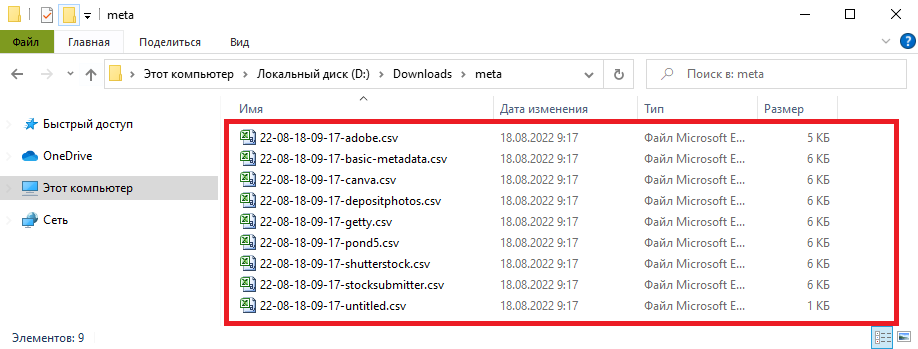 meta
Файл Главная Поделиться Вид
Этот компьютер Локальный диск (D:) Downloads meta Поиск в: meta
Имя Дата изменения Тип Размер
Быстрый доступ
OneDrive
Этот компьютер
Сеть
22-08-18-09-17-adobe.csv 18.08.2022 9:17 Файл Microsoft E... 5 КБ
22-08-18-09-17-basic-metadata.csv 18.08.2022 9:17 Файл Microsoft E... 6 КБ
22-08-18-09-17-canva.csv 18.08.2022 9:17 Файл Microsoft E... 6 КБ
22-08-18-09-17-depositphotos.csv 18.08.2022 9:17 Файл Microsoft E... 6 КБ
22-08-18-09-17-getty.csv 18.08.2022 9:17 Файл Microsoft E... 6 КБ
22-08-18-09-17-pond5.csv 18.08.2022 9:17 Файл Microsoft E... 6 КБ
22-08-18-09-17-shutterstock.csv 18.08.2022 9:17 Файл Microsoft E... 6 КБ
22-08-18-09-17-stocksubmitter.csv 18.08.2022 9:17 Файл Microsoft E... 6 КБ
22-08-18-09-17-untitled.csv 18.08.2022 9:17 Файл Microsoft E... 1 КБ
Элементов: 9